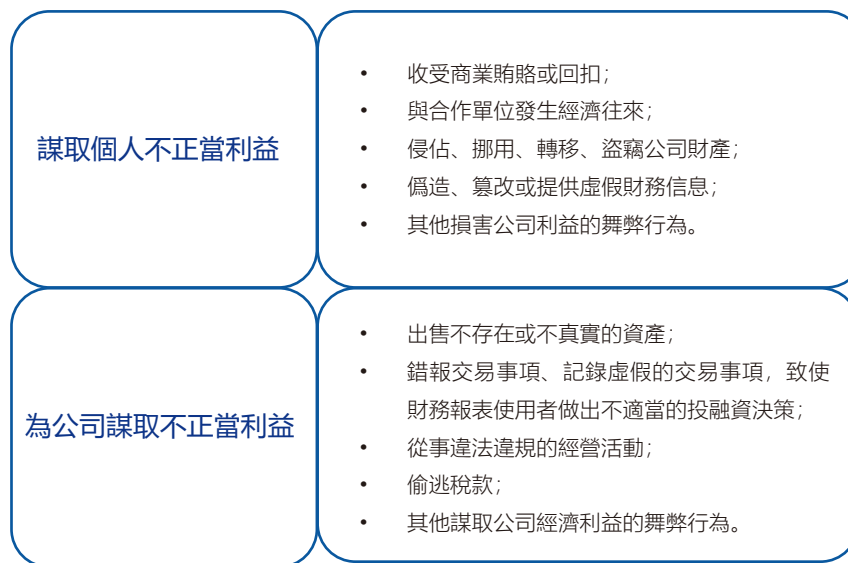 謀取個人不正當利益
• 收受商業賄賂或回扣；
• 與合作單位發生經濟往來；
• 侵佔、挪用、轉移、盜竊公司財產；
• 僞造、篡改或提供虛假財務信息；
• 其他損害公司利益的舞弊行為。
為公司謀取不正當利益
• 出售不存在或不真實的資產；
• 錯報交易事項、記錄虛假的交易事項，致使
財務報表使用者做出不適當的投融資決策；
• 從事違法違規的經營活動；
• 偷逃稅款；
• 其他謀取公司經濟利益的舞弊行為。